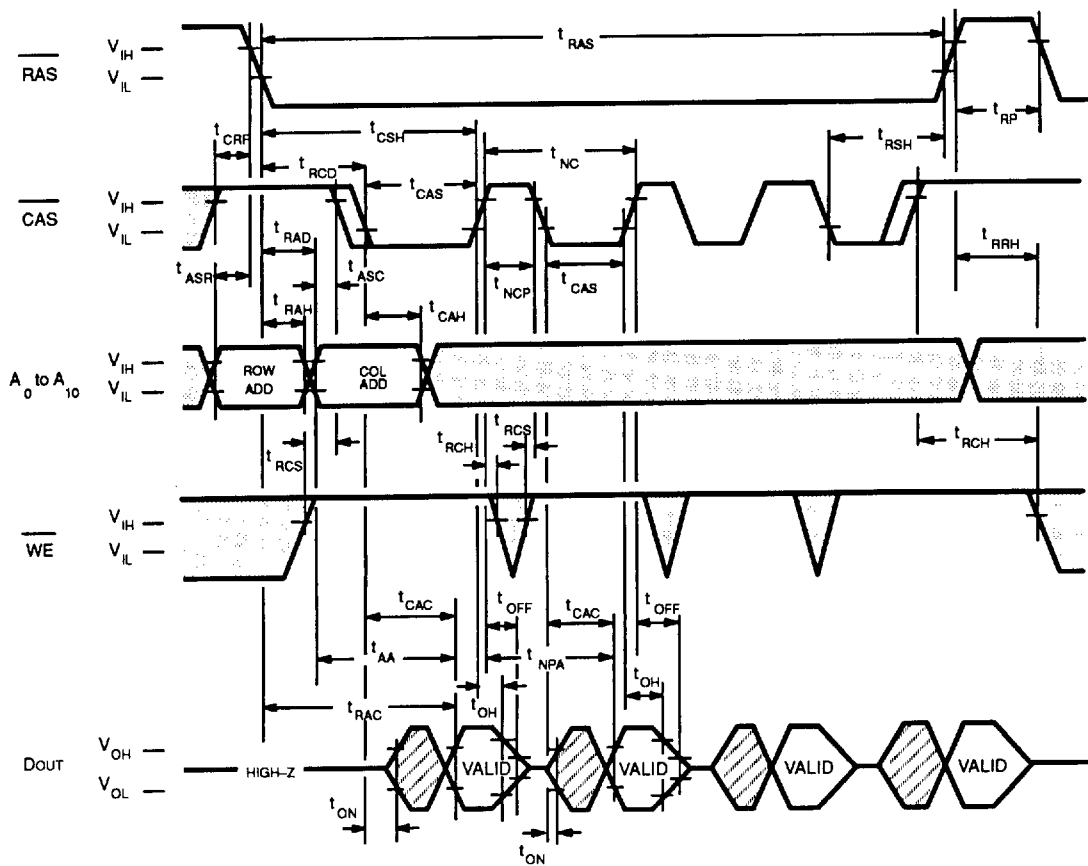 t RAS
RAS
V IH
V IL
t RP
t CRP
t CSH
t NC
t RSH
t RCD
t CAS
CAS
V IH
V IL
t RAD
t RRH
t ASR
t ASC
t NCP
t CAS
t RAH
t CAH
A 0 to A 10
V IH
V IL
ROW ADD
COL ADD
t RCS
t RCH
t RCS
t RCH
WE
V IH
V IL
t CAC
t OFF
t CAC
t OFF
t AA
t NPA
t RAC
t OH
t OH
DOUT
V OH
V OL
HIGH-Z
VALID
VALID
VALID
VALID
t ON
t ON